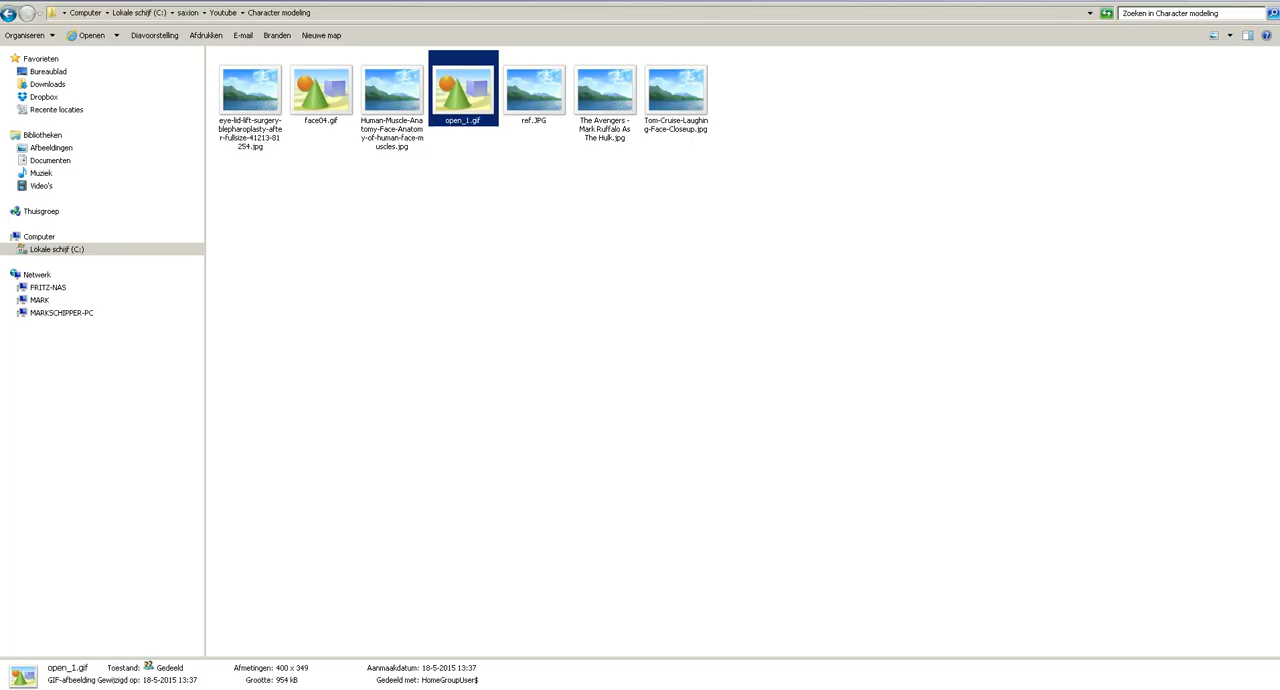 Computer Lokale schijf (C:) saxion Youtube Character modeling
Zoeken in Character modeling
Organiseren Openen Diavoorstelling Afdrukken E-mail Branden Nieuwe map
Favorieten
Bureaublad
Downloads
Dropbox
Recente locaties
Bibliotheken
Afbeeldingen
Documenten
Muziek
Video's
Thuisgroep
Computer
Lokale schijf (C:)
Netwerk
FRITZ-NAS
MARK
MARKSCHIPPER-PC
eye-lid-lift-surgery-
blepharoplasty-afte
r-fullsize-41213-81
254.jpg
face04.gif
Human-Muscle-Ana
tomy-Face-Anatom
y-of-human-face-m
uscles.jpg
open_1.gif
ref.JPG
The Avengers -
Mark Ruffalo As
The Hulk.jpg
Tom-Cruise-Laughin
g-Face-Closeup.jpg
open_1.gif Toestand: Gedeeld Afmetingen: 400 x 349 Aanmaakdatum: 18-5-2015 13:37
GIF-afbeelding Gewijzigd op: 18-5-2015 13:37 Grootte: 954 kB Gedeeld met: HomeGroupUser$